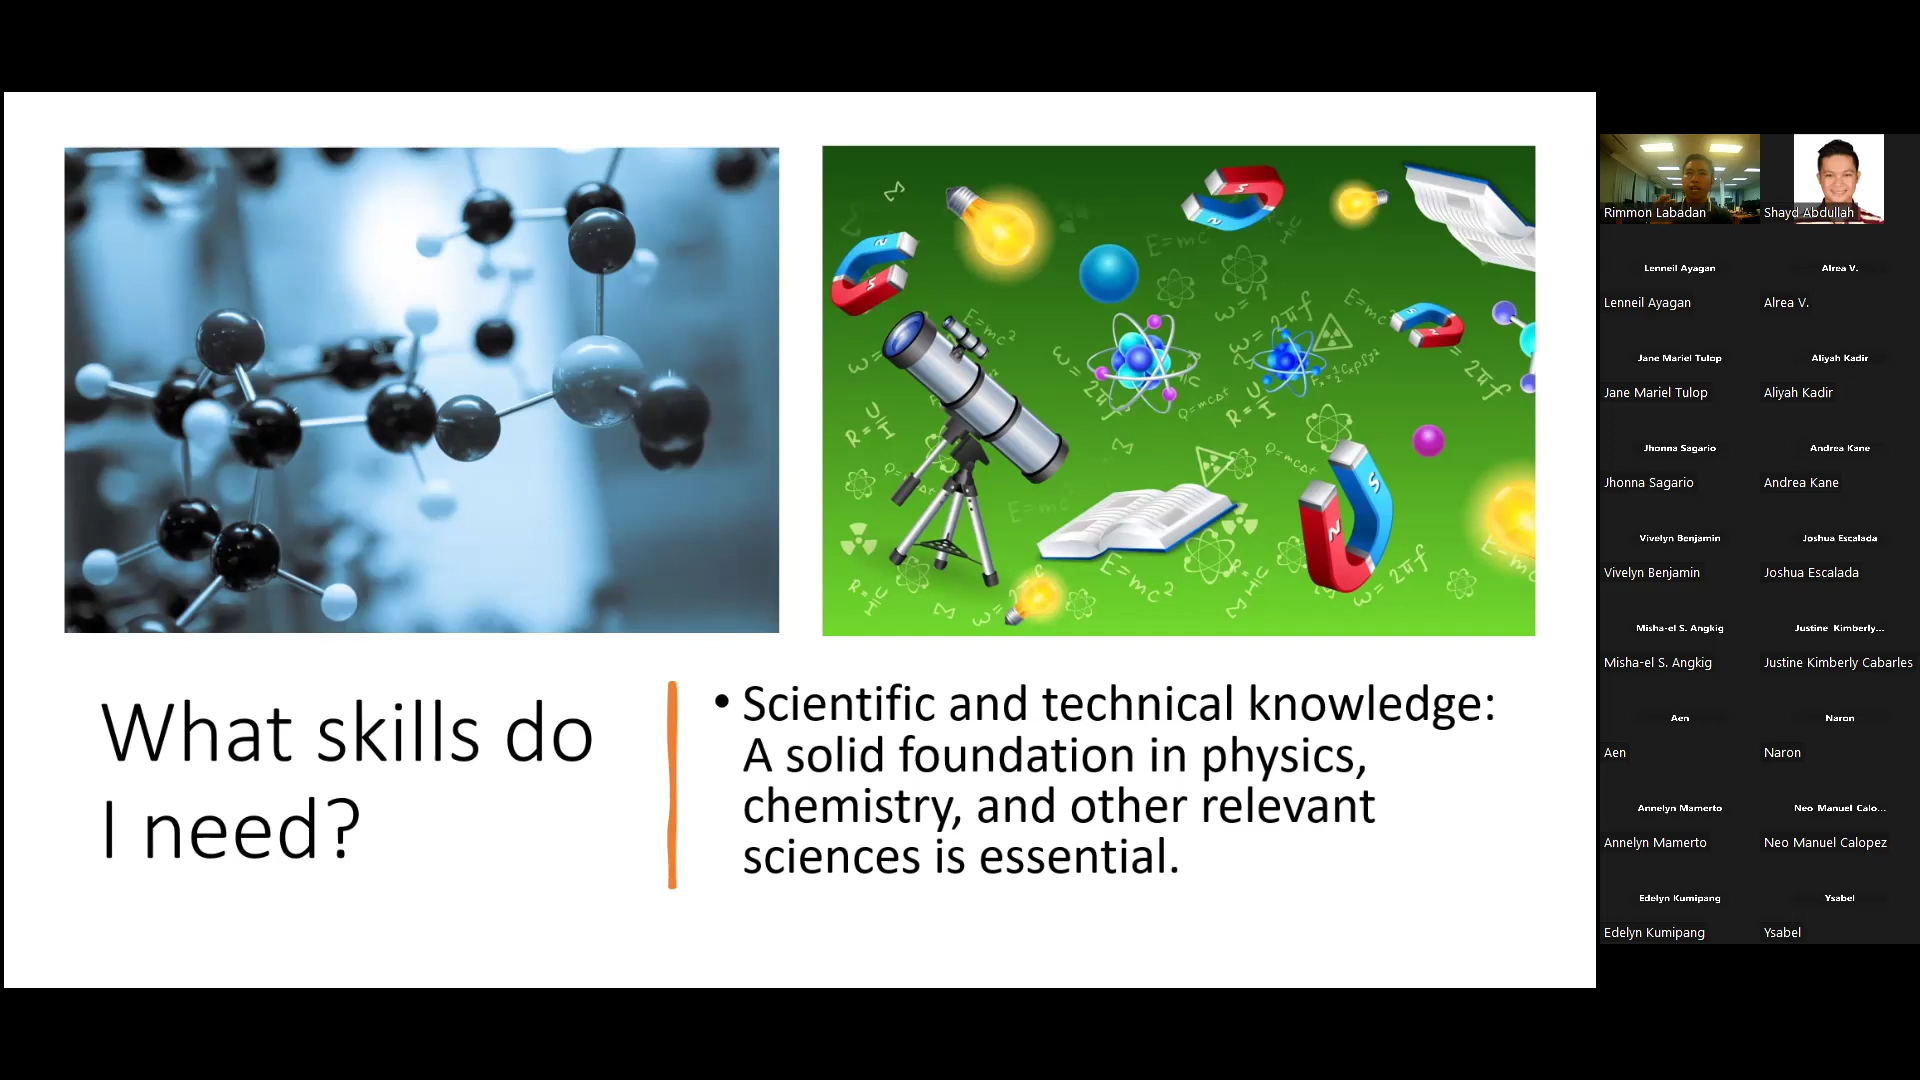 What skills do
I need?
• Scientific and technical knowledge:
A solid foundation in physics,
chemistry, and other relevant
sciences is essential.
Rimmon Labadan
Shayd Abdullah
Lenneil Ayagan
Alrea V.
Lenneil Ayagan
Alrea V.
Jane Mariel Tulop
Aliyah Kadir
Jane Mariel Tulop
Aliyah Kadir
Jhonna Sagario
Andrea Kane
Jhonna Sagario
Andrea Kane
Vivelyn Benjamin
Joshua Escalada
Vivelyn Benjamin
Joshua Escalada
Misha-el S. Angkig
Justine Kimberly...
Misha-el S. Angkig
Justine Kimberly Cabarles
Aen
Naron
Aen
Naron
Annelyn Mamerto
Neo Manuel Calo...
Annelyn Mamerto
Neo Manuel Calopez
Edelyn Kumipang
Ysabel
Edelyn Kumipang
Ysabel